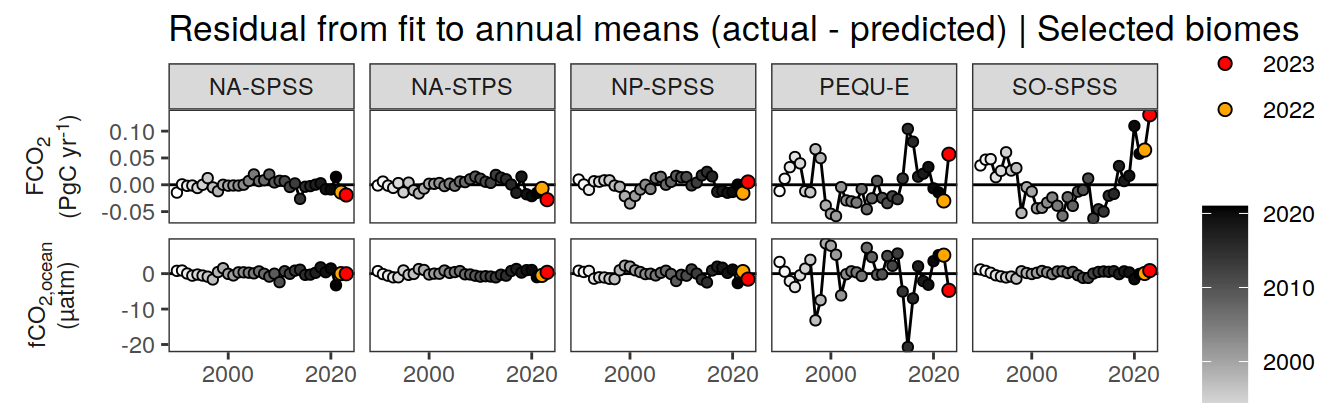 Residual from fit to annual means (actual - predicted) | Selected biomes
NA-SPSS NA-STPS NP-SPSS PEQU-E SO-SPSS
2023
2022
FCO₂
(PgC yr⁻¹)
0.10
0.05
0.00
-0.05
fCO₂,ocean
(µatm)
0
-10
-20
2000 2020 2000 2020 2000 2020 2000 2020 2000 2020
2020
2010
2000